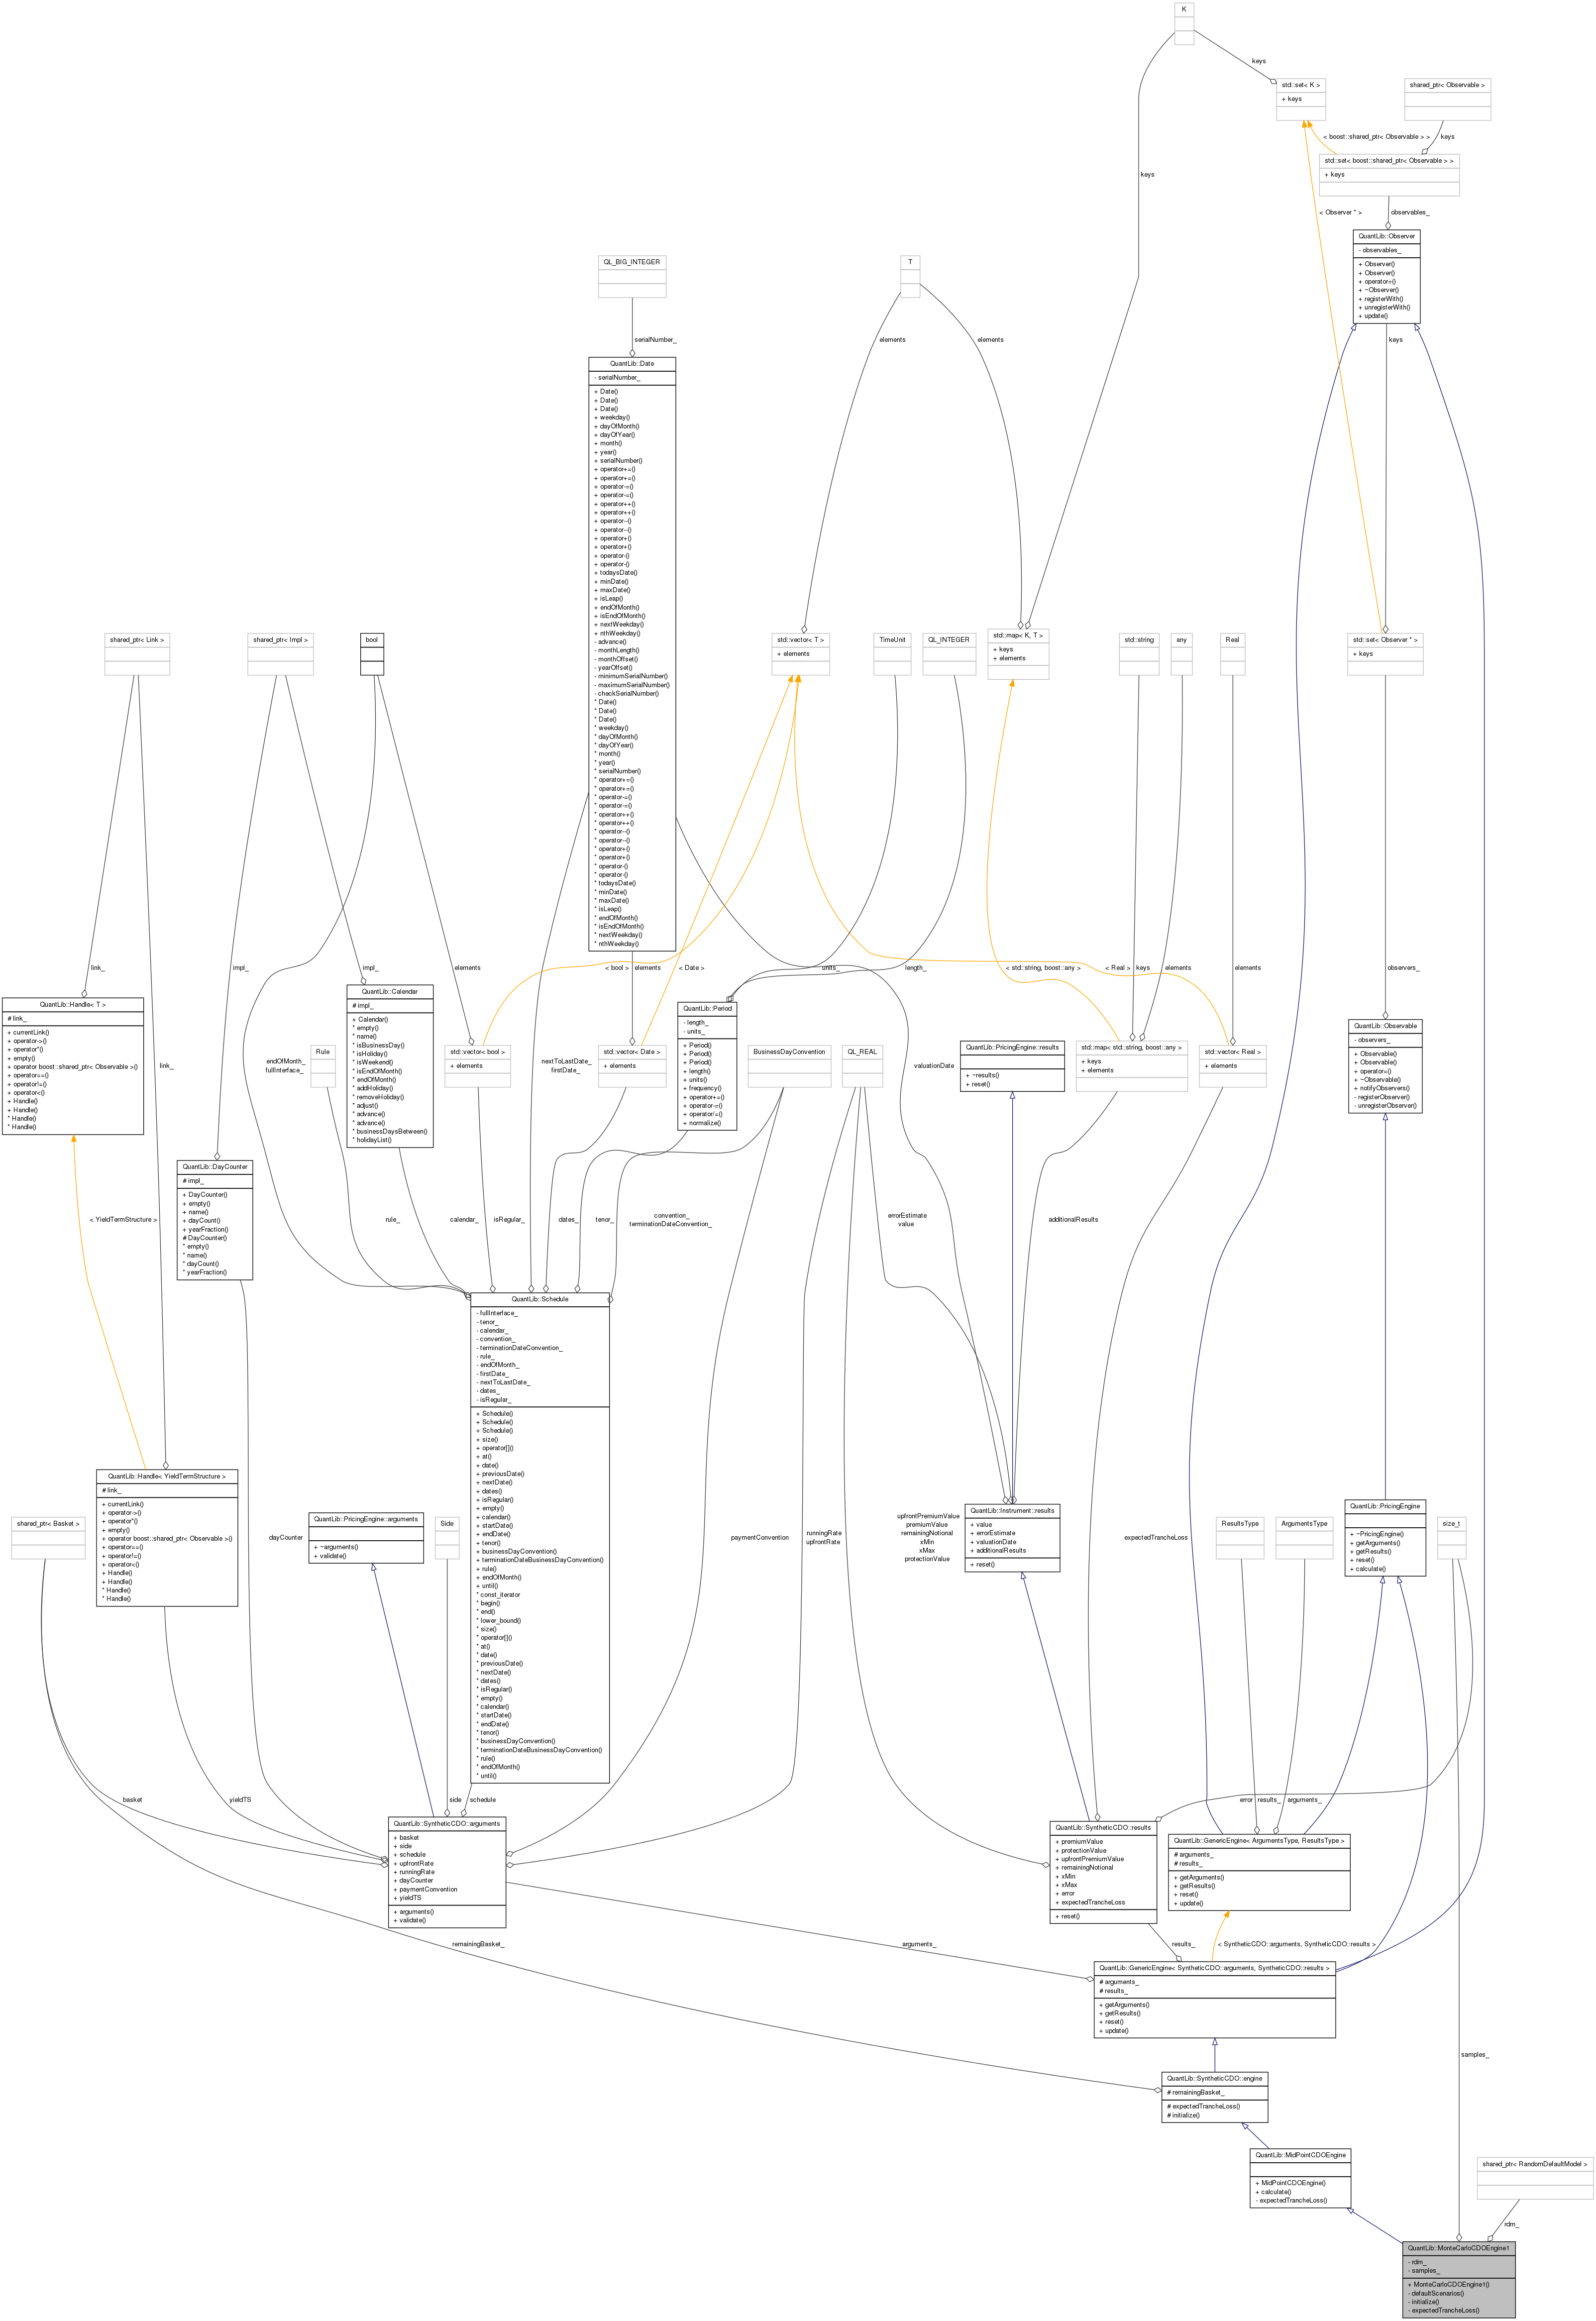 K
keys
std::set< K >
+ keys
shared_ptr< Observable >
< boost::shared_ptr< Observable > >
keys
std::set< boost::shared_ptr< Observable > >
+ keys
keys
< Observer * >
observables_
QuantLib::Observer
- observables_
+ Observer()
+ Observer()
+ operator=()
+ ~Observer()
+ registerWith()
+ unregisterWith()
+ update()
QL_BIG_INTEGER
T
serialNumber_
elements
elements
keys
QuantLib::Date
- serialNumber_
+ Date()
+ Date()
+ Date()
+ weekday()
+ dayOfMonth()
+ dayOfYear()
+ month()
+ year()
+ serialNumber()
+ operator+=()
+ operator+=()
+ operator-=()
+ operator-=()
+ operator++()
+ operator++()
+ operator--()
+ operator--()
+ operator+()
+ operator+()
+ operator-()
+ operator-()
+ todaysDate()
+ minDate()
+ maxDate()
+ isLeap()
+ endOfMonth()
+ isEndOfMonth()
+ nextWeekday()
+ nthWeekday()
- advance()
- monthLength()
- monthOffset()
- yearOffset()
- minimumSerialNumber()
- maximumSerialNumber()
- checkSerialNumber()
* Date()
* Date()
* Date()
* weekday()
* dayOfMonth()
* dayOfYear()
* month()
* year()
* serialNumber()
* operator+=()
* operator+=()
* operator-=()
* operator-=()
* operator++()
* operator++()
* operator--()
* operator--()
* operator+()
* operator+()
* operator-()
* operator-()
* todaysDate()
* minDate()
* maxDate()
* isLeap()
* endOfMonth()
* isEndOfMonth()
* nextWeekday()
* nthWeekday()
shared_ptr< Link >
shared_ptr< Impl >
bool
std::vector< T >
+ elements
TimeUnit
QL_INTEGER
std::map< K, T >
+ keys
+ elements
std::string
any
Real
std::set< Observer * >
+ keys
link_
impl_
impl_
elements
< bool >
elements
< Date >
units_
length_
< std::string, boost::any >
< Real >
keys
elements
elements
observers_
QuantLib::Handle< T >
# link_
+ currentLink()
+ operator->()
+ operator*()
+ empty()
+ operator boost::shared_ptr< Observable >()
+ operator==()
+ operator!=()
+ operator<()
+ Handle()
+ Handle()
* Handle()
* Handle()
link_
QuantLib::Calendar
# impl_
+ Calendar()
* empty()
* name()
* isBusinessDay()
* isHoliday()
* isWeekend()
* isEndOfMonth()
* endOfMonth()
* addHoliday()
* removeHoliday()
* adjust()
* advance()
* advance()
* businessDaysBetween()
* holidayList()
endOfMonth_
fullInterface_
Rule
std::vector< bool >
+ elements
nextToLastDate_
firstDate_
std::vector< Date >
+ elements
QuantLib::Period
- length_
- units_
+ Period()
+ Period()
+ Period()
+ length()
+ units()
+ frequency()
+ operator+=()
+ operator-=()
+ operator/=()
+ normalize()
BusinessDayConvention
QL_REAL
valuationDate
QuantLib::PricingEngine::results
+ ~results()
+ reset()
std::map< std::string, boost::any >
+ keys
+ elements
std::vector< Real >
+ elements
QuantLib::Observable
- observers_
+ Observable()
+ Observable()
+ operator=()
+ ~Observable()
+ notifyObservers()
- registerObserver()
- unregisterObserver()
QuantLib::DayCounter
# impl_
+ DayCounter()
+ empty()
+ name()
+ dayCount()
+ yearFraction()
# DayCounter()
* empty()
* name()
* dayCount()
* yearFraction()
< YieldTermStructure >
rule_
calendar_
isRegular_
dates_
tenor_
convention_
terminationDateConvention_
errorEstimate
value
additionalResults
QuantLib::Schedule
- fullInterface_
- tenor_
- calendar_
- convention_
- terminationDateConvention_
- rule_
- endOfMonth_
- firstDate_
- nextToLastDate_
- dates_
- isRegular_
+ Schedule()
+ Schedule()
+ Schedule()
+ size()
+ operator[]()
+ at()
+ date()
+ previousDate()
+ nextDate()
+ dates()
+ isRegular()
+ empty()
+ calendar()
+ startDate()
+ endDate()
+ tenor()
+ businessDayConvention()
+ terminationDateBusinessDayConvention()
+ rule()
+ endOfMonth()
+ until()
* const_iterator
* begin()
* end()
* lower_bound()
* size()
* operator[]()
* at()
* date()
* previousDate()
* nextDate()
* dates()
* isRegular()
* empty()
* calendar()
* startDate()
* endDate()
* tenor()
* businessDayConvention()
* terminationDateBusinessDayConvention()
* rule()
* endOfMonth()
* until()
QuantLib::Handle< YieldTermStructure >
# link_
+ currentLink()
+ operator->()
+ operator*()
+ empty()
+ operator boost::shared_ptr< Observable >()
+ operator==()
+ operator!=()
+ operator<()
+ Handle()
+ Handle()
* Handle()
* Handle()
shared_ptr< Basket >
dayCounter
QuantLib::PricingEngine::arguments
+ ~arguments()
+ validate()
Side
paymentConvention
runningRate
upfrontRate
upfrontPremiumValue
premiumValue
remainingNotional
xMin
xMax
protectionValue
QuantLib::Instrument::results
+ value
+ errorEstimate
+ valuationDate
+ additionalResults
+ reset()
expectedTrancheLoss
ResultsType
ArgumentsType
QuantLib::PricingEngine
+ ~PricingEngine()
+ getArguments()
+ getResults()
+ reset()
+ calculate()
size_t
basket
yieldTS
side
schedule
error
results_
arguments_
QuantLib::SyntheticCDO::arguments
+ basket
+ side
+ schedule
+ upfrontRate
+ runningRate
+ dayCounter
+ paymentConvention
+ yieldTS
+ arguments()
+ validate()
QuantLib::SyntheticCDO::results
+ premiumValue
+ protectionValue
+ upfrontPremiumValue
+ remainingNotional
+ xMin
+ xMax
+ error
+ expectedTrancheLoss
+ reset()
QuantLib::GenericEngine< ArgumentsType, ResultsType >
# arguments_
# results_
+ getArguments()
+ getResults()
+ reset()
+ update()
remainingBasket_
arguments_
results_
< SyntheticCDO::arguments, SyntheticCDO::results >
QuantLib::GenericEngine< SyntheticCDO::arguments, SyntheticCDO::results >
# arguments_
# results_
+ getArguments()
+ getResults()
+ reset()
+ update()
samples_
QuantLib::SyntheticCDO::engine
# remainingBasket_
# expectedTrancheLoss()
# initialize()
QuantLib::MidPointCDOEngine
+ MidPointCDOEngine()
+ calculate()
- expectedTrancheLoss()
shared_ptr< RandomDefaultModel >
rdm_
QuantLib::MonteCarloCDOEngine1
- rdm_
- samples_
+ MonteCarloCDOEngine1()
- defaultScenarios()
- initialize()
- expectedTrancheLoss()